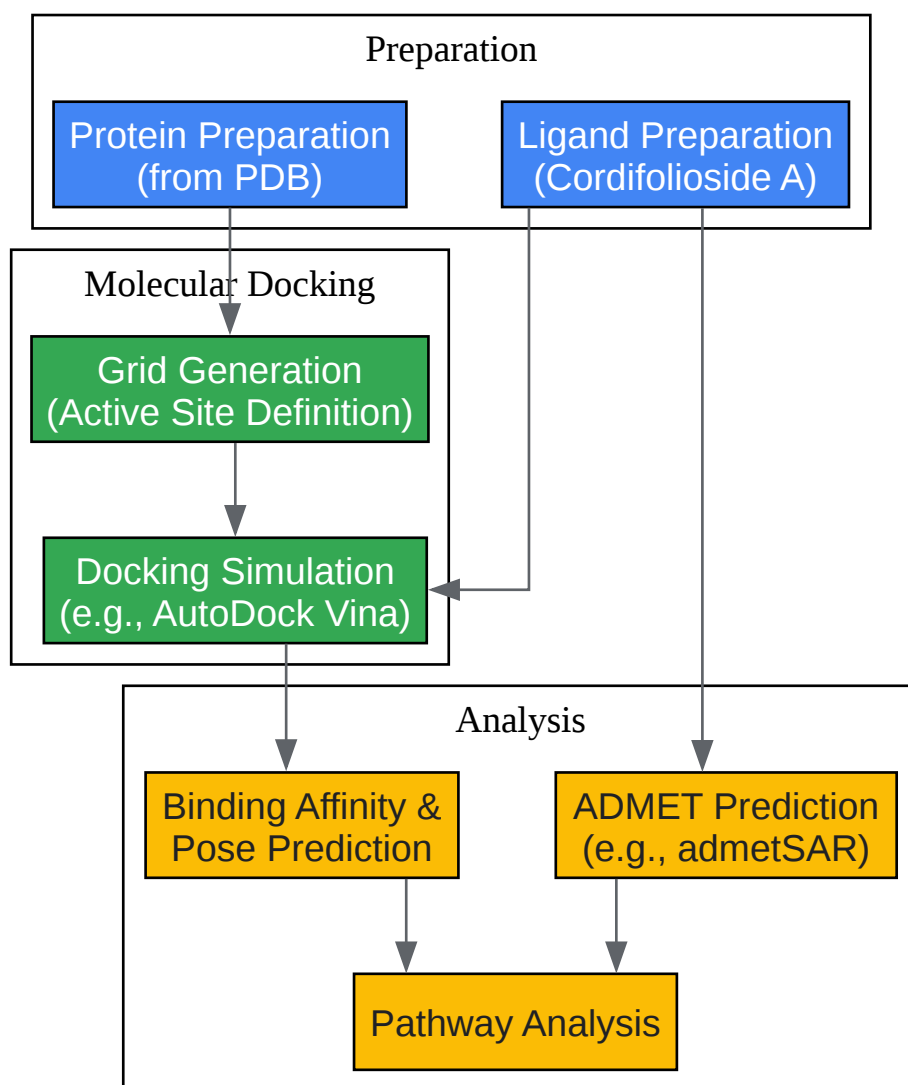 Preparation
Protein Preparation
(from PDB)
Ligand Preparation
(Cordifolioside A)
Molecular Docking
Grid Generation
(Active Site Definition)
Docking Simulation
(e.g., AutoDock Vina)
Analysis
Binding Affinity &
Pose Prediction
ADMET Prediction
(e.g., admetSAR)
Pathway Analysis